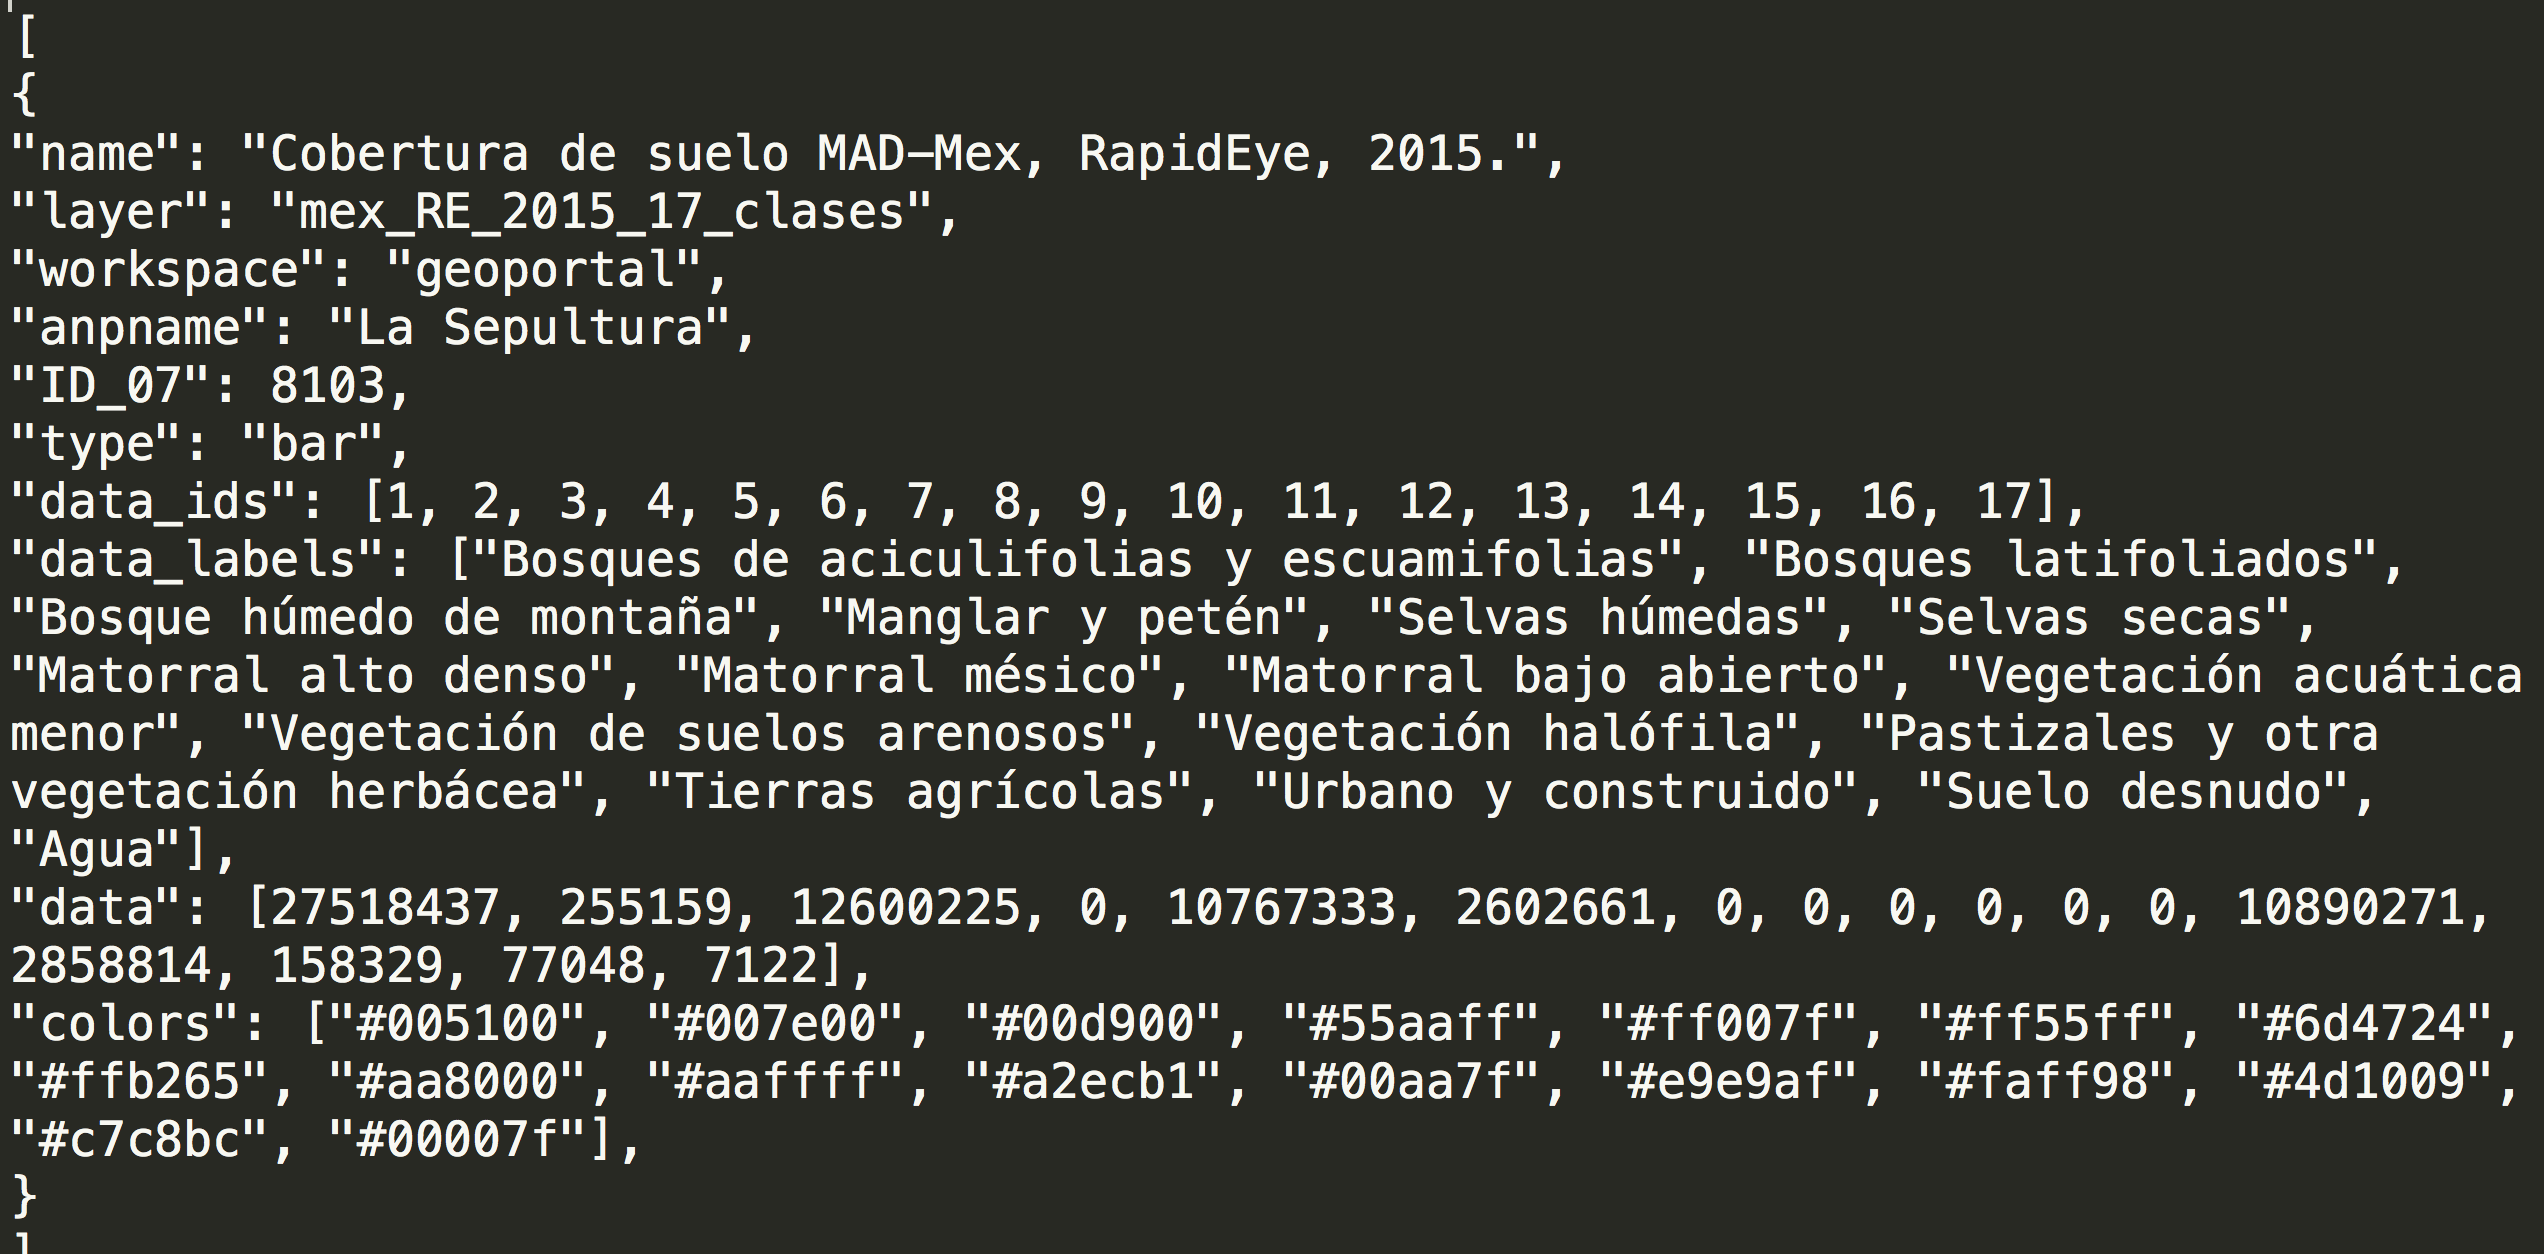 [
{
"name": "Cobertura de suelo MAD-Mex, RapidEye, 2015.",
"layer": "mex_RE_2015_17_clases",
"workspace": "geoportal",
"anpname": "La Sepultura",
"ID_07": 8103,
"type": "bar",
"data_ids": [1, 2, 3, 4, 5, 6, 7, 8, 9, 10, 11, 12, 13, 14, 15, 16, 17],
"data_labels": ["Bosques de aciculifolias y escuamifolias", "Bosques latifoliados",
"Bosque húmedo de montaña", "Manglar y petén", "Selvas húmedas", "Selvas secas",
"Matorral alto denso", "Matorral mésico", "Matorral bajo abierto", "Vegetación acuática
menor", "Vegetación de suelos arenosos", "Vegetación halófila", "Pastizales y otra
vegetación herbácea", "Tierras agrícolas", "Urbano y construido", "Suelo desnudo",
"Agua"],
"data": [27518437, 255159, 12600225, 0, 10767333, 2602661, 0, 0, 0, 0, 0, 0, 10890271,
2858814, 158329, 77048, 7122],
"colors": ["#005100", "#007e00", "#00d900", "#55aaff", "#ff007f", "#ff55ff", "#6d4724",
"#ffb265", "#aa8000", "#aaffff", "#a2ecb1", "#00aa7f", "#e9e9af", "#faff98", "#4d1009",
"#c7c8bc", "#00007f"],
}
]